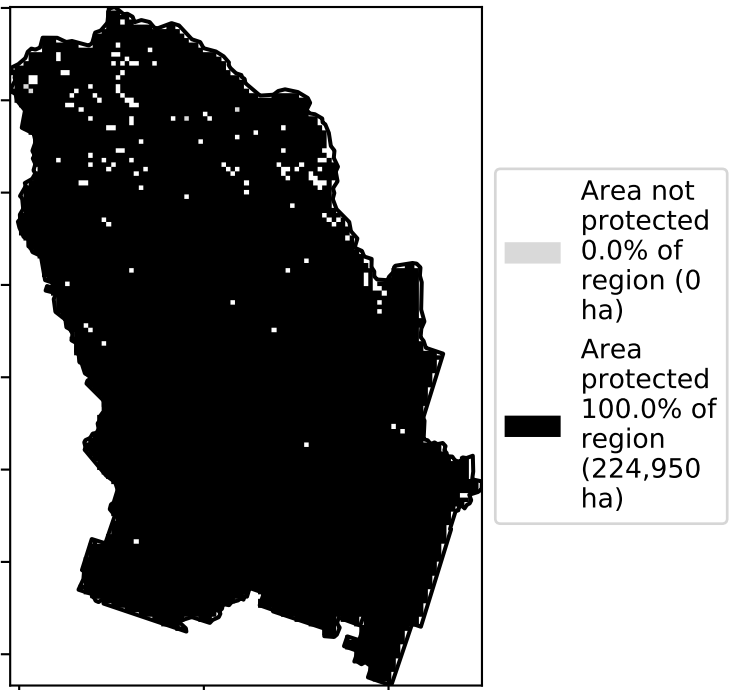 Area not
protected
0.0% of
region (0
ha)
Area
protected
100.0% of
region
(224,950
ha)